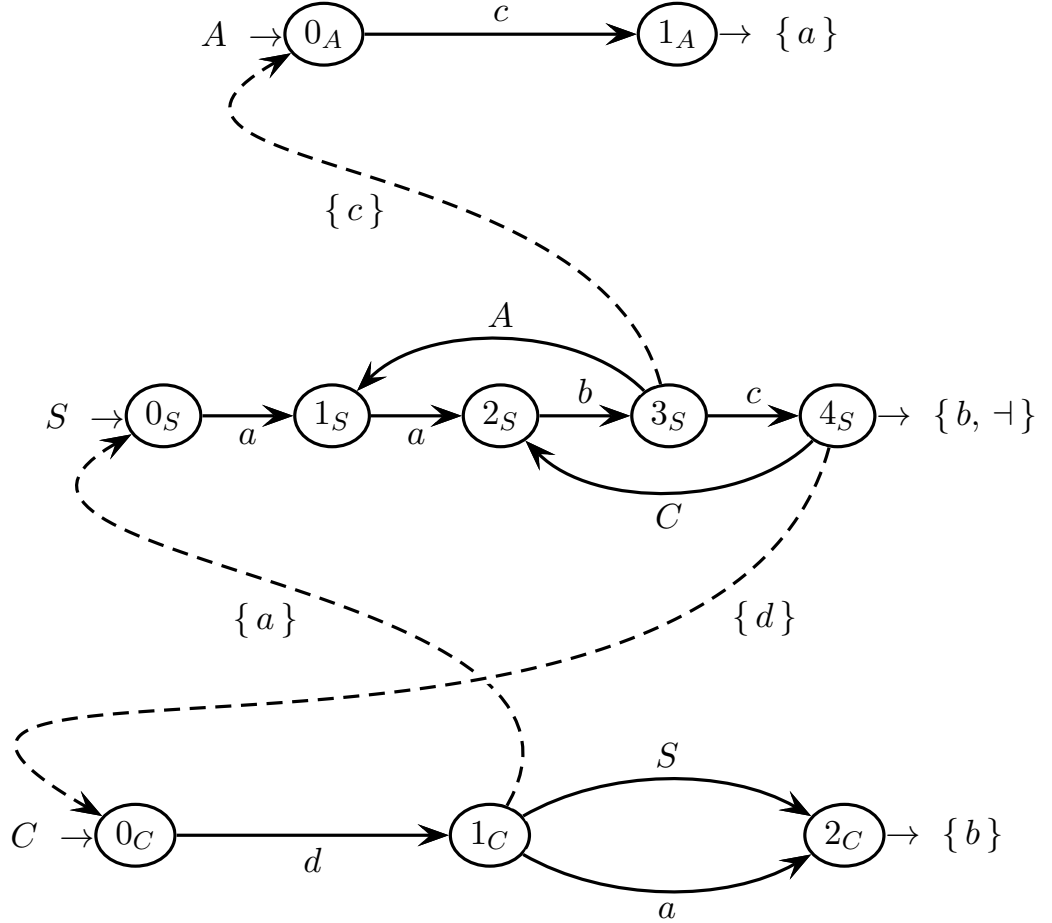 c
A → 0_A 1_A → { a }
{ c }
A
b c
S → 0_S 1_S 2_S 3_S 4_S → { b, ⊣ }
a a
C
{ a } { d }
S
C → 0_C 1_C 2_C → { b }
d
a